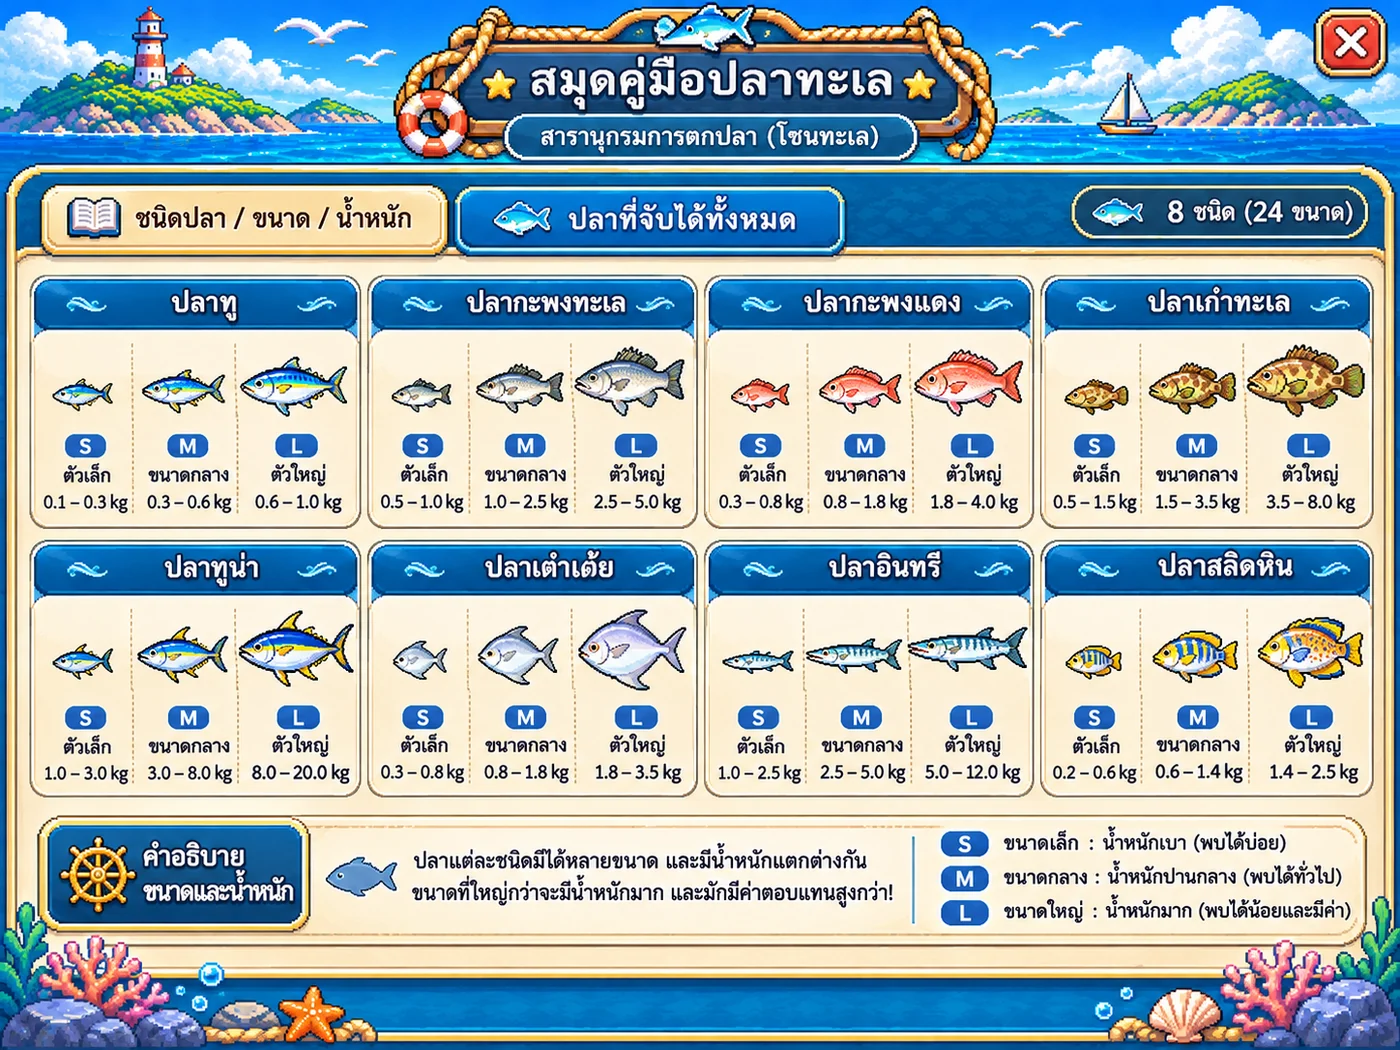 สมุดคู่มือปลาทะเล
สารานุกรมการตกปลา (โซนทะเล)
ชนิดปลา / ขนาด / น้ำหนัก
ปลาที่จับได้ทั้งหมด
8 ชนิด (24 ขนาด)
ปลาทู
S
ตัวเล็ก
0.1 – 0.3 kg
M
ขนาดกลาง
0.3 – 0.6 kg
L
ตัวใหญ่
0.6 – 1.0 kg
ปลากะพงทะเล
S
ตัวเล็ก
0.5 – 1.0 kg
M
ขนาดกลาง
1.0 – 2.5 kg
L
ตัวใหญ่
2.5 – 5.0 kg
ปลากะพงแดง
S
ตัวเล็ก
0.3 – 0.8 kg
M
ขนาดกลาง
0.8 – 1.8 kg
L
ตัวใหญ่
1.8 – 4.0 kg
ปลาเก๋าทะเล
S
ตัวเล็ก
0.5 – 1.5 kg
M
ขนาดกลาง
1.5 – 3.5 kg
L
ตัวใหญ่
3.5 – 8.0 kg
ปลาทูน่า
S
ตัวเล็ก
1.0 – 3.0 kg
M
ขนาดกลาง
3.0 – 8.0 kg
L
ตัวใหญ่
8.0 – 20.0 kg
ปลาเต๋าเต้ย
S
ตัวเล็ก
0.3 – 0.8 kg
M
ขนาดกลาง
0.8 – 1.8 kg
L
ตัวใหญ่
1.8 – 3.5 kg
ปลาอินทรี
S
ตัวเล็ก
1.0 – 2.5 kg
M
ขนาดกลาง
2.5 – 5.0 kg
L
ตัวใหญ่
5.0 – 12.0 kg
ปลาสลิดหิน
S
ตัวเล็ก
0.2 – 0.6 kg
M
ขนาดกลาง
0.6 – 1.4 kg
L
ตัวใหญ่
1.4 – 2.5 kg
คำอธิบาย
ขนาดและน้ำหนัก
ปลาแต่ละชนิดมีได้หลายขนาด และมีน้ำหนักแตกต่างกัน
ขนาดที่ใหญ่กว่าจะมีน้ำหนักมาก และมักมีค่าตอบแทนสูงกว่า!
S ขนาดเล็ก : น้ำหนักเบา (พบได้บ่อย)
M ขนาดกลาง : น้ำหนักปานกลาง (พบได้ทั่วไป)
L ขนาดใหญ่ : น้ำหนักมาก (พบได้น้อยและมีค่า)